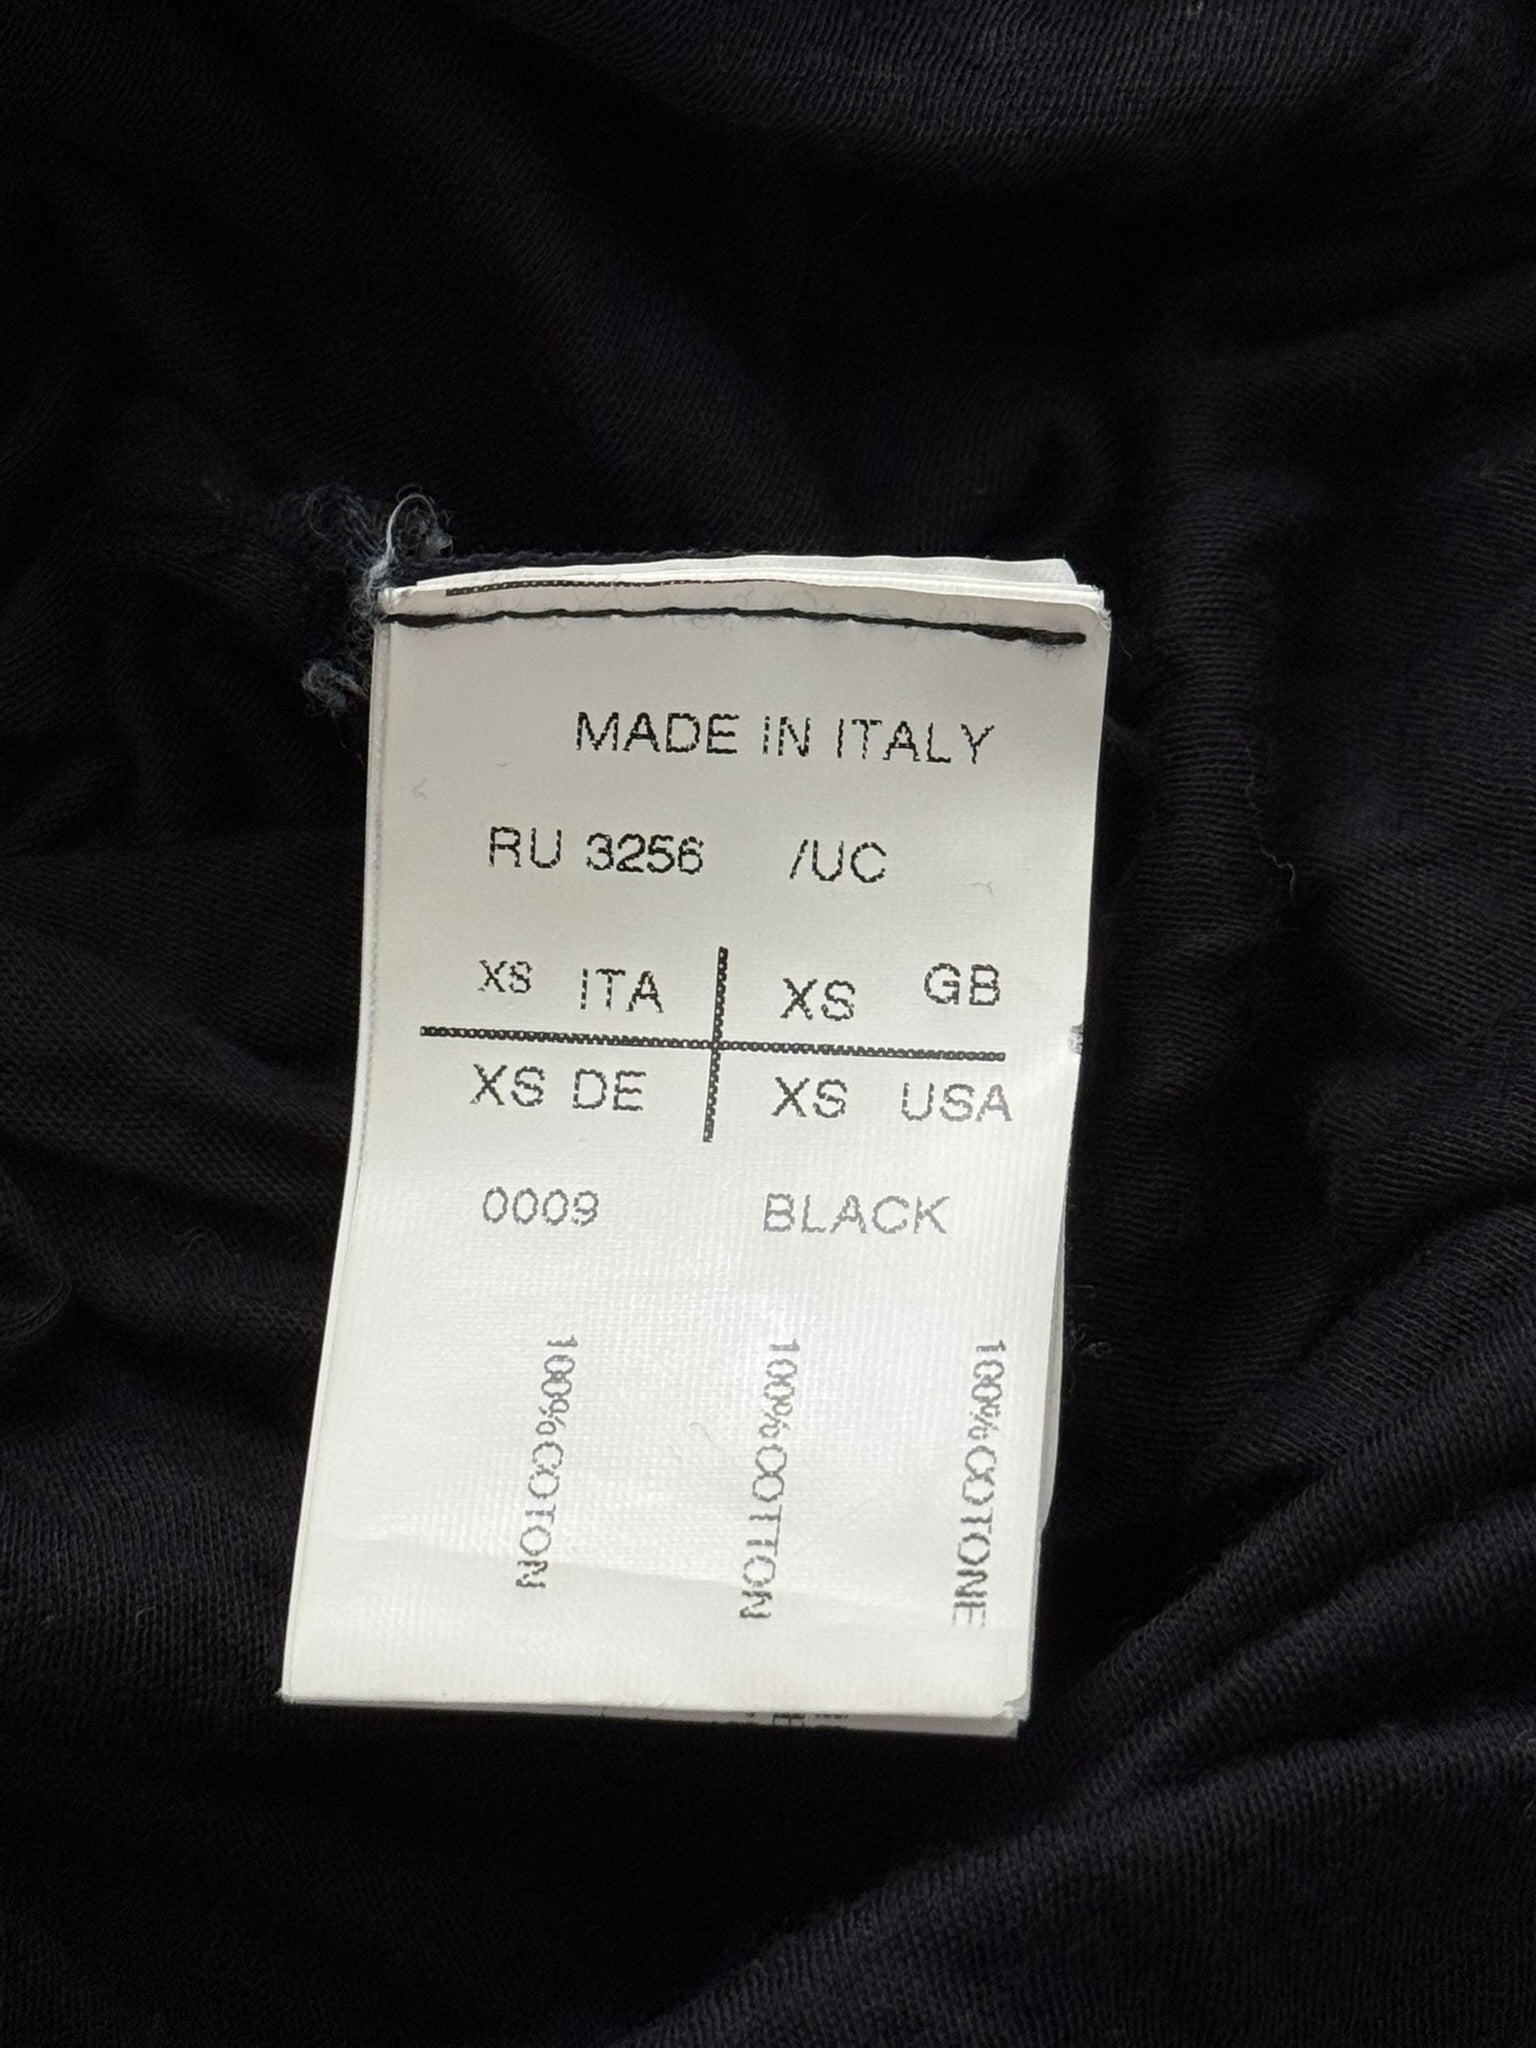 MADE IN ITALY
RU 3256 /UC
XS ITA XS GB
XS DE XS USA
0009 BLACK
100%COTON
100%COTTON
100%COTONE